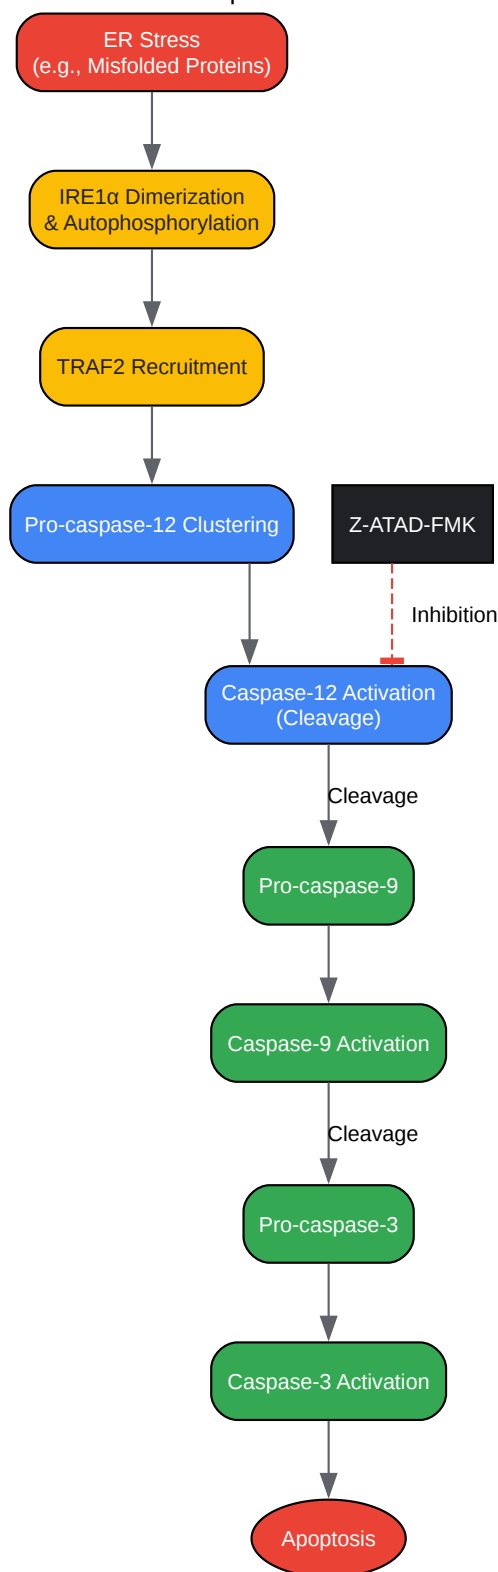 ER Stress
(e.g., Misfolded Proteins)
IRE1α Dimerization
& Autophosphorylation
TRAF2 Recruitment
Pro-caspase-12 Clustering
Z-ATAD-FMK
Inhibition
Caspase-12 Activation
(Cleavage)
Cleavage
Pro-caspase-9
Caspase-9 Activation
Cleavage
Pro-caspase-3
Caspase-3 Activation
Apoptosis